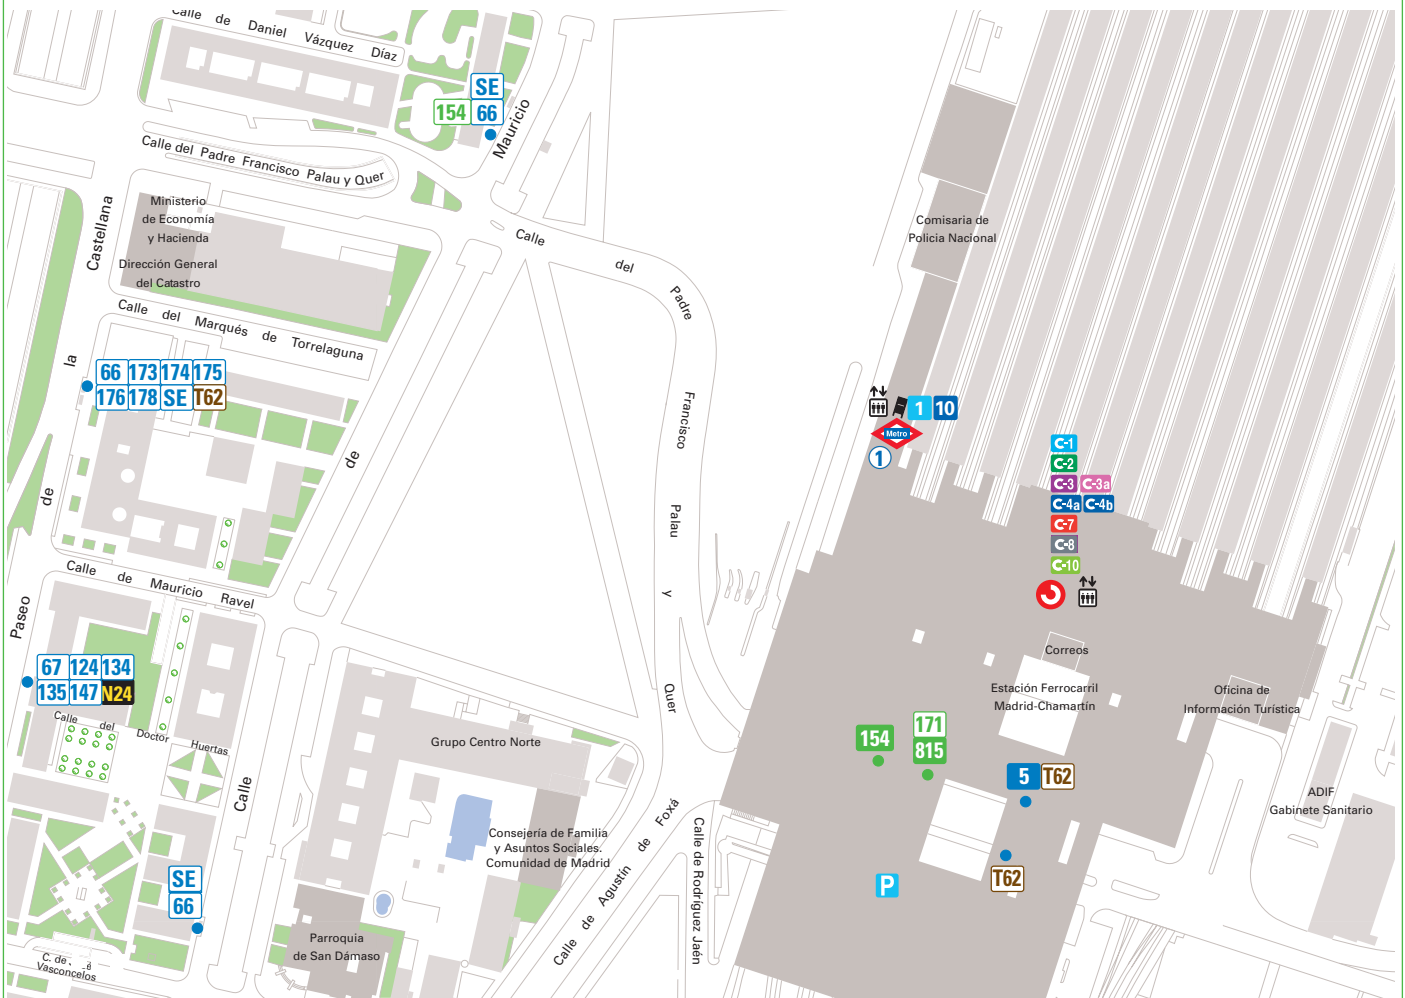 Calle de Daniel Vázquez Díaz
SE
154 66
Mauricio
Calle del Padre Francisco Palau y Quer
Ministerio
de Economía
y Hacienda
Dirección General
del Catastro
Castellana
Calle del Marqués de Torrelaguna
la
66 173 174 175
176 178 SE T62
de
de
Calle de Mauricio Ravel
Paseo
67 124 134
135 147 N24
Calle del Doctor Huertas
Calle
SE
66
C. de
Vasconcelos
Calle del Padre Francisco Palau y Quer
Grupo Centro Norte
Consejería de Familia
y Asuntos Sociales.
Comunidad de Madrid
Parroquia
de San Dámaso
Calle de Agustín de Foxá
Calle de Rodríguez Jaén
Comisaria de
Policia Nacional
1 10
Metro
1
C-1
C-2
C-3 C-3a
C-4a C-4b
C-7
C-8
C-10
Correos
Estación Ferrocarril
Madrid-Chamartín
Oficina de
Información Turística
154
171
815
5 T62
T62
P
ADIF
Gabinete Sanitario